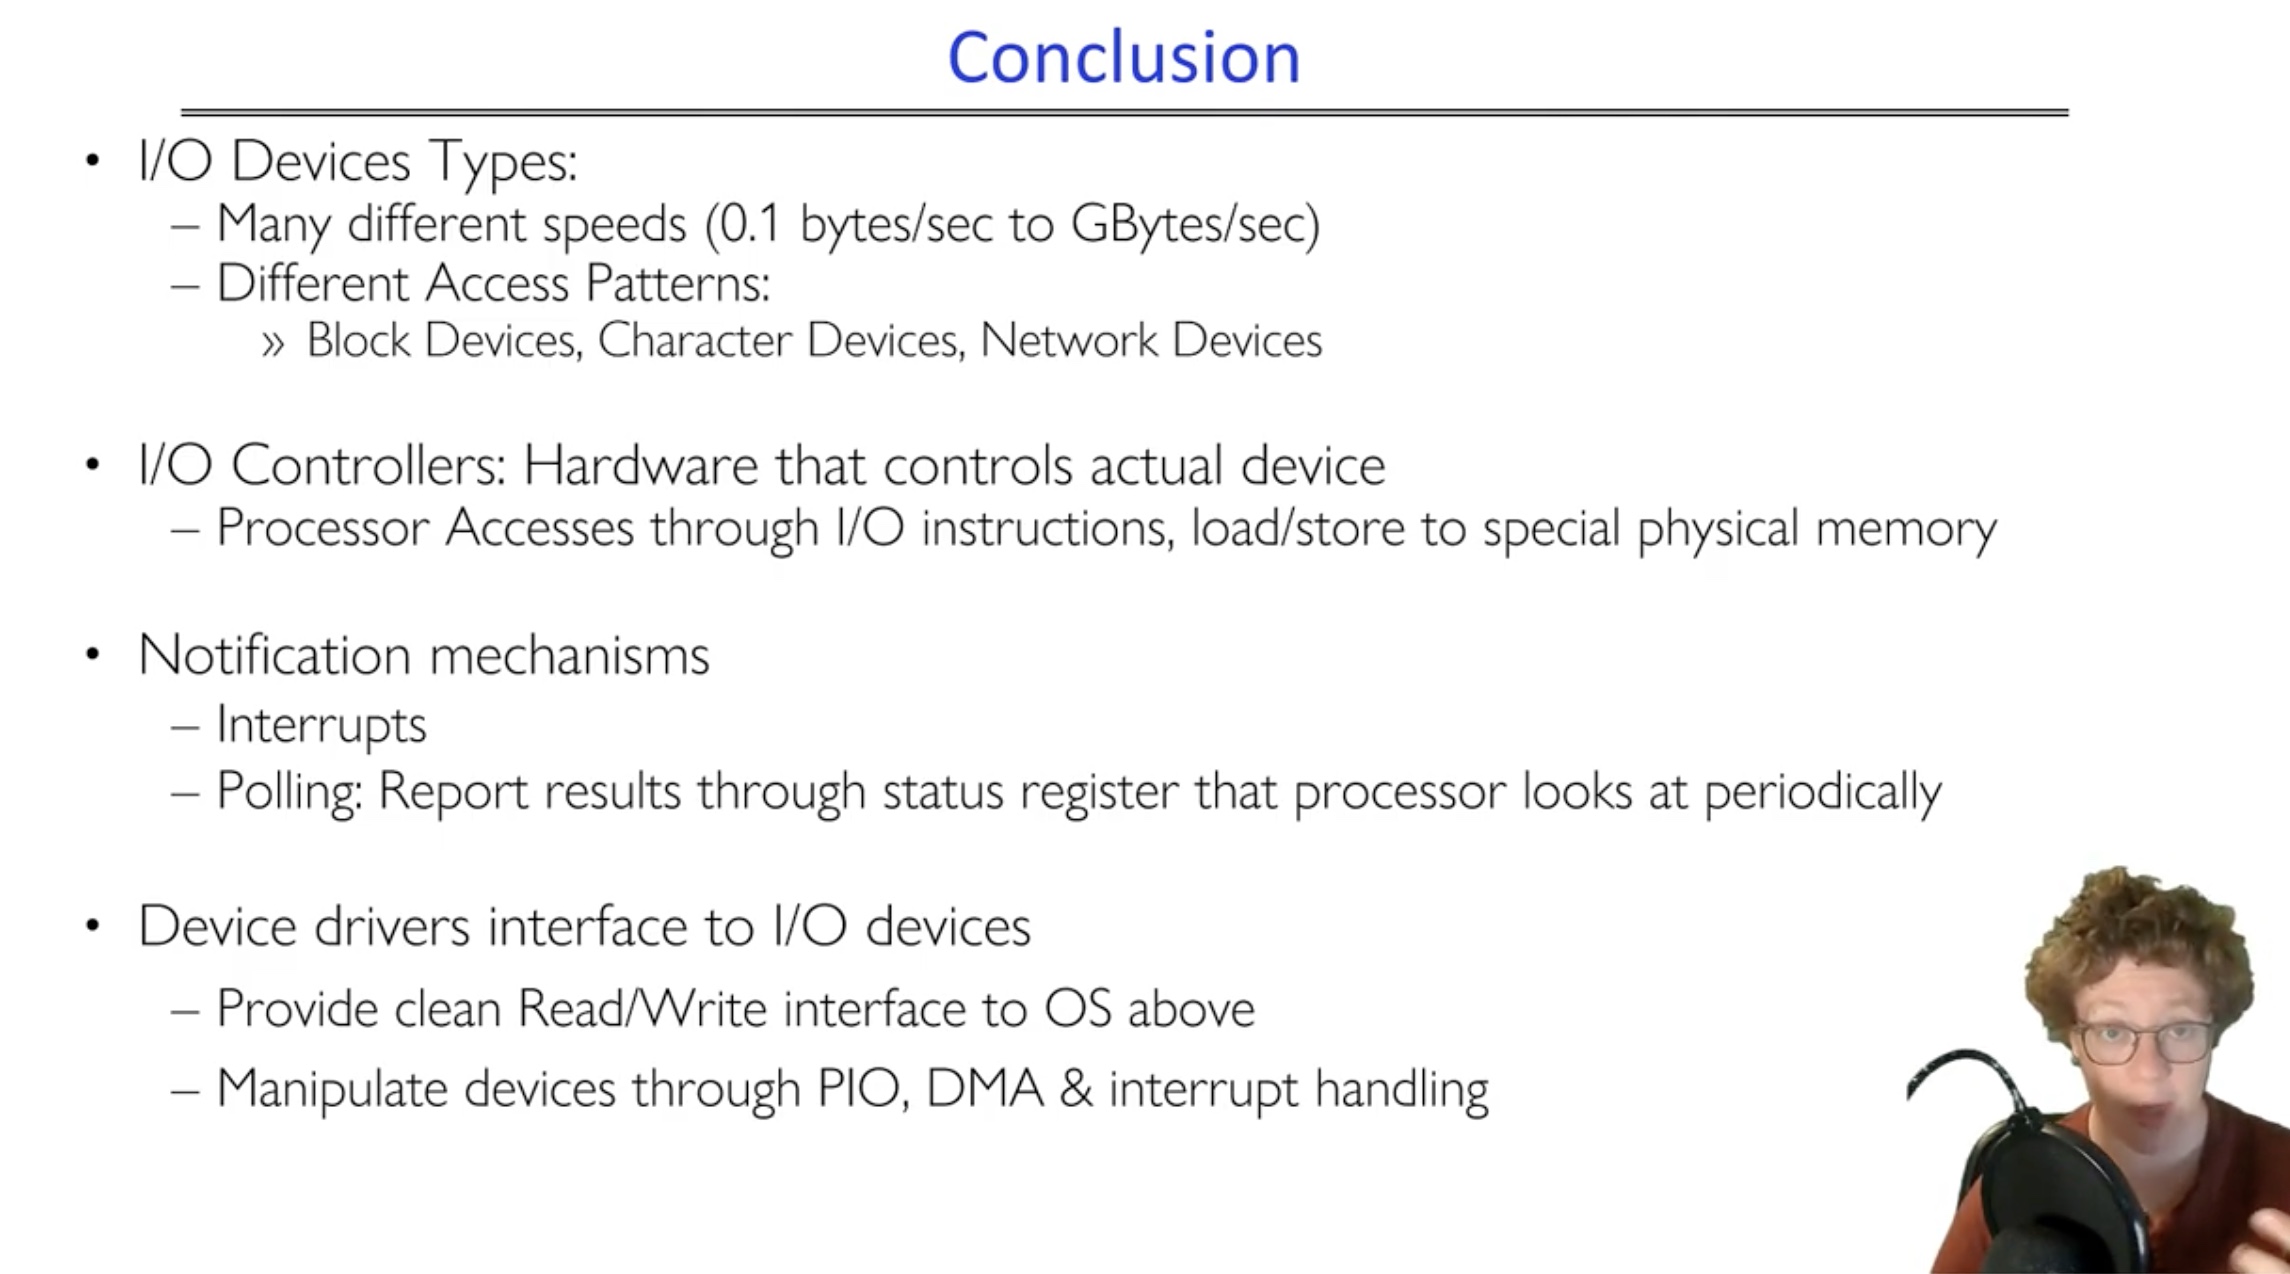 Conclusion
• I/O Devices Types:
– Many different speeds (0.1 bytes/sec to GBytes/sec)
– Different Access Patterns:
» Block Devices, Character Devices, Network Devices
• I/O Controllers: Hardware that controls actual device
– Processor Accesses through I/O instructions, load/store to special physical memory
• Notification mechanisms
– Interrupts
– Polling: Report results through status register that processor looks at periodically
• Device drivers interface to I/O devices
– Provide clean Read/Write interface to OS above
– Manipulate devices through PIO, DMA & interrupt handling